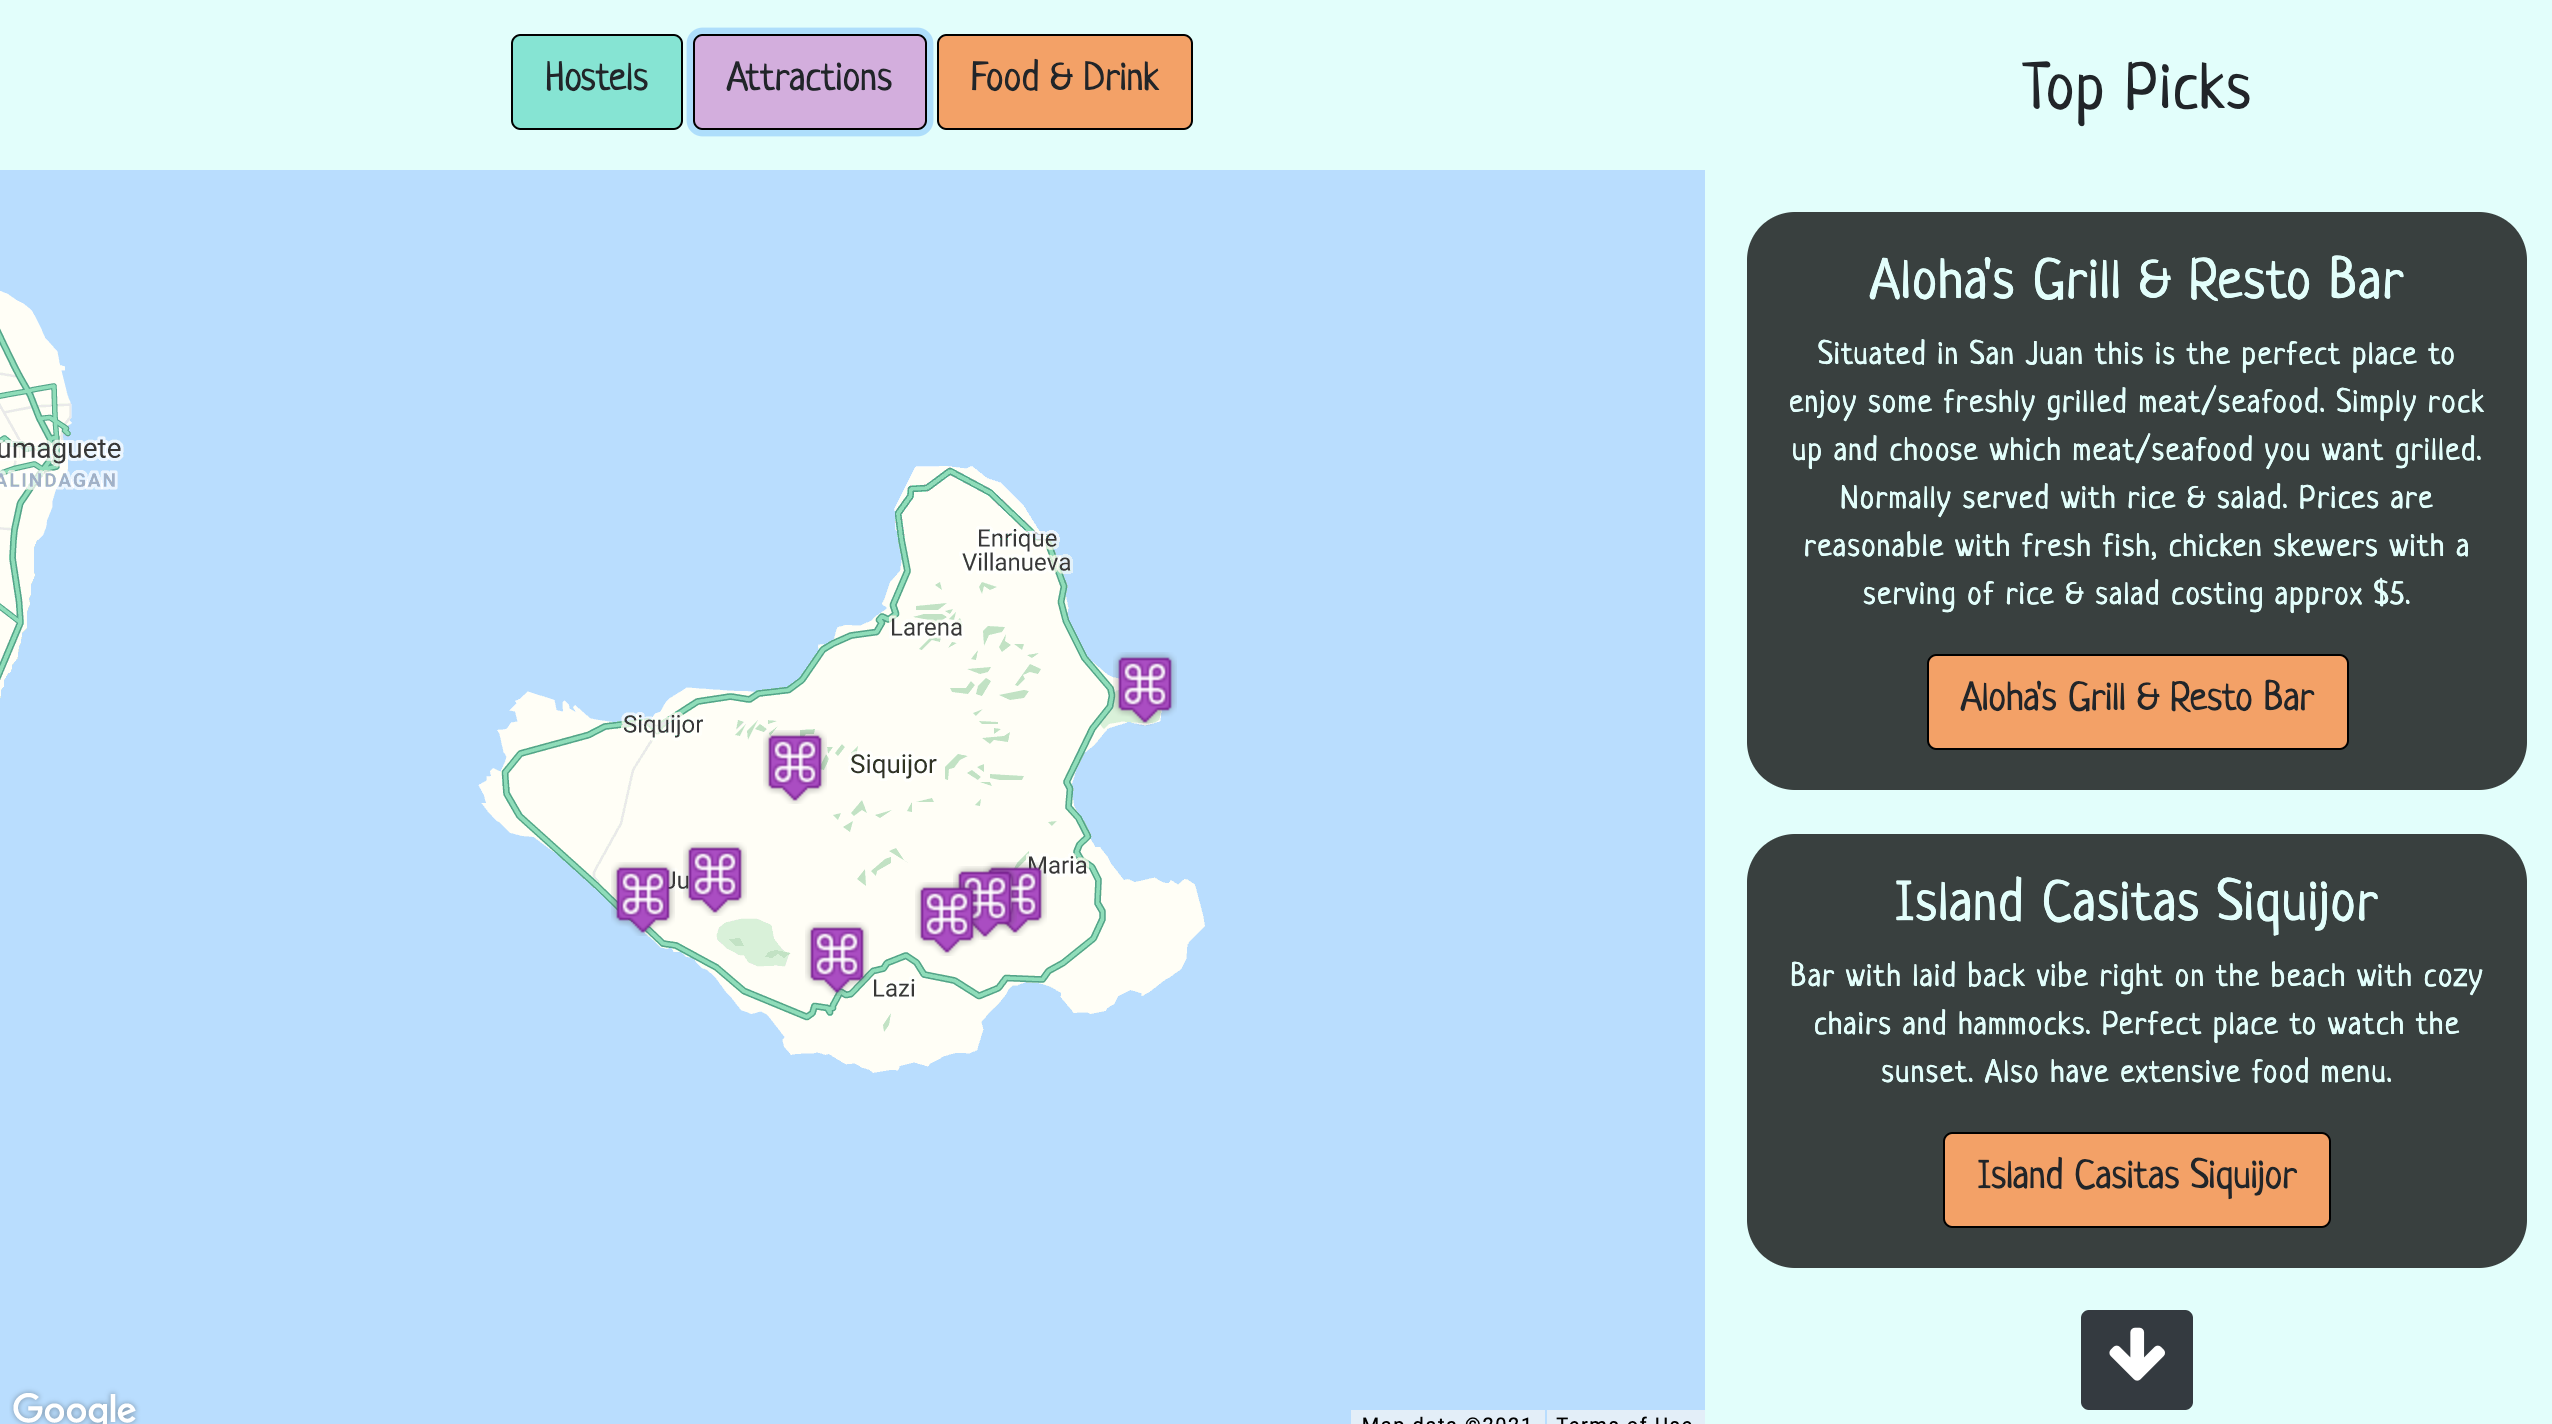 Hostels
Attractions
Food & Drink
Top Picks
umaguete
ALINDAGAN
Enrique
Villanueva
Larena
Siquijor
Siquijor
Ju
Maria
Lazi
Google
Map data ©2021
Terms of Use
Aloha's Grill & Resto Bar
Situated in San Juan this is the perfect place to
enjoy some freshly grilled meat/seafood. Simply rock
up and choose which meat/seafood you want grilled.
Normally served with rice & salad. Prices are
reasonable with fresh fish, chicken skewers with a
serving of rice & salad costing approx $5.
Aloha's Grill & Resto Bar
Island Casitas Siquijor
Bar with laid back vibe right on the beach with cozy
chairs and hammocks. Perfect place to watch the
sunset. Also have extensive food menu.
Island Casitas Siquijor